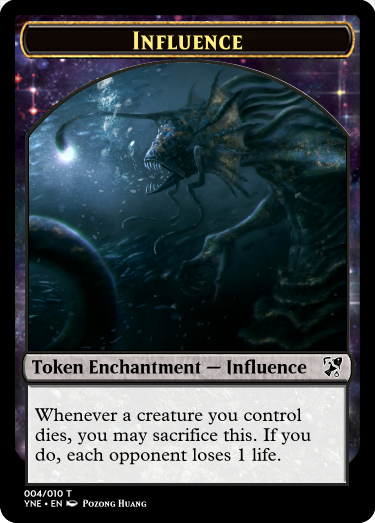 Influence
Token Enchantment — Influence
Whenever a creature you control
dies, you may sacrifice this. If you
do, each opponent loses 1 life.
004/010 T
YNE • EN Pozong Huang